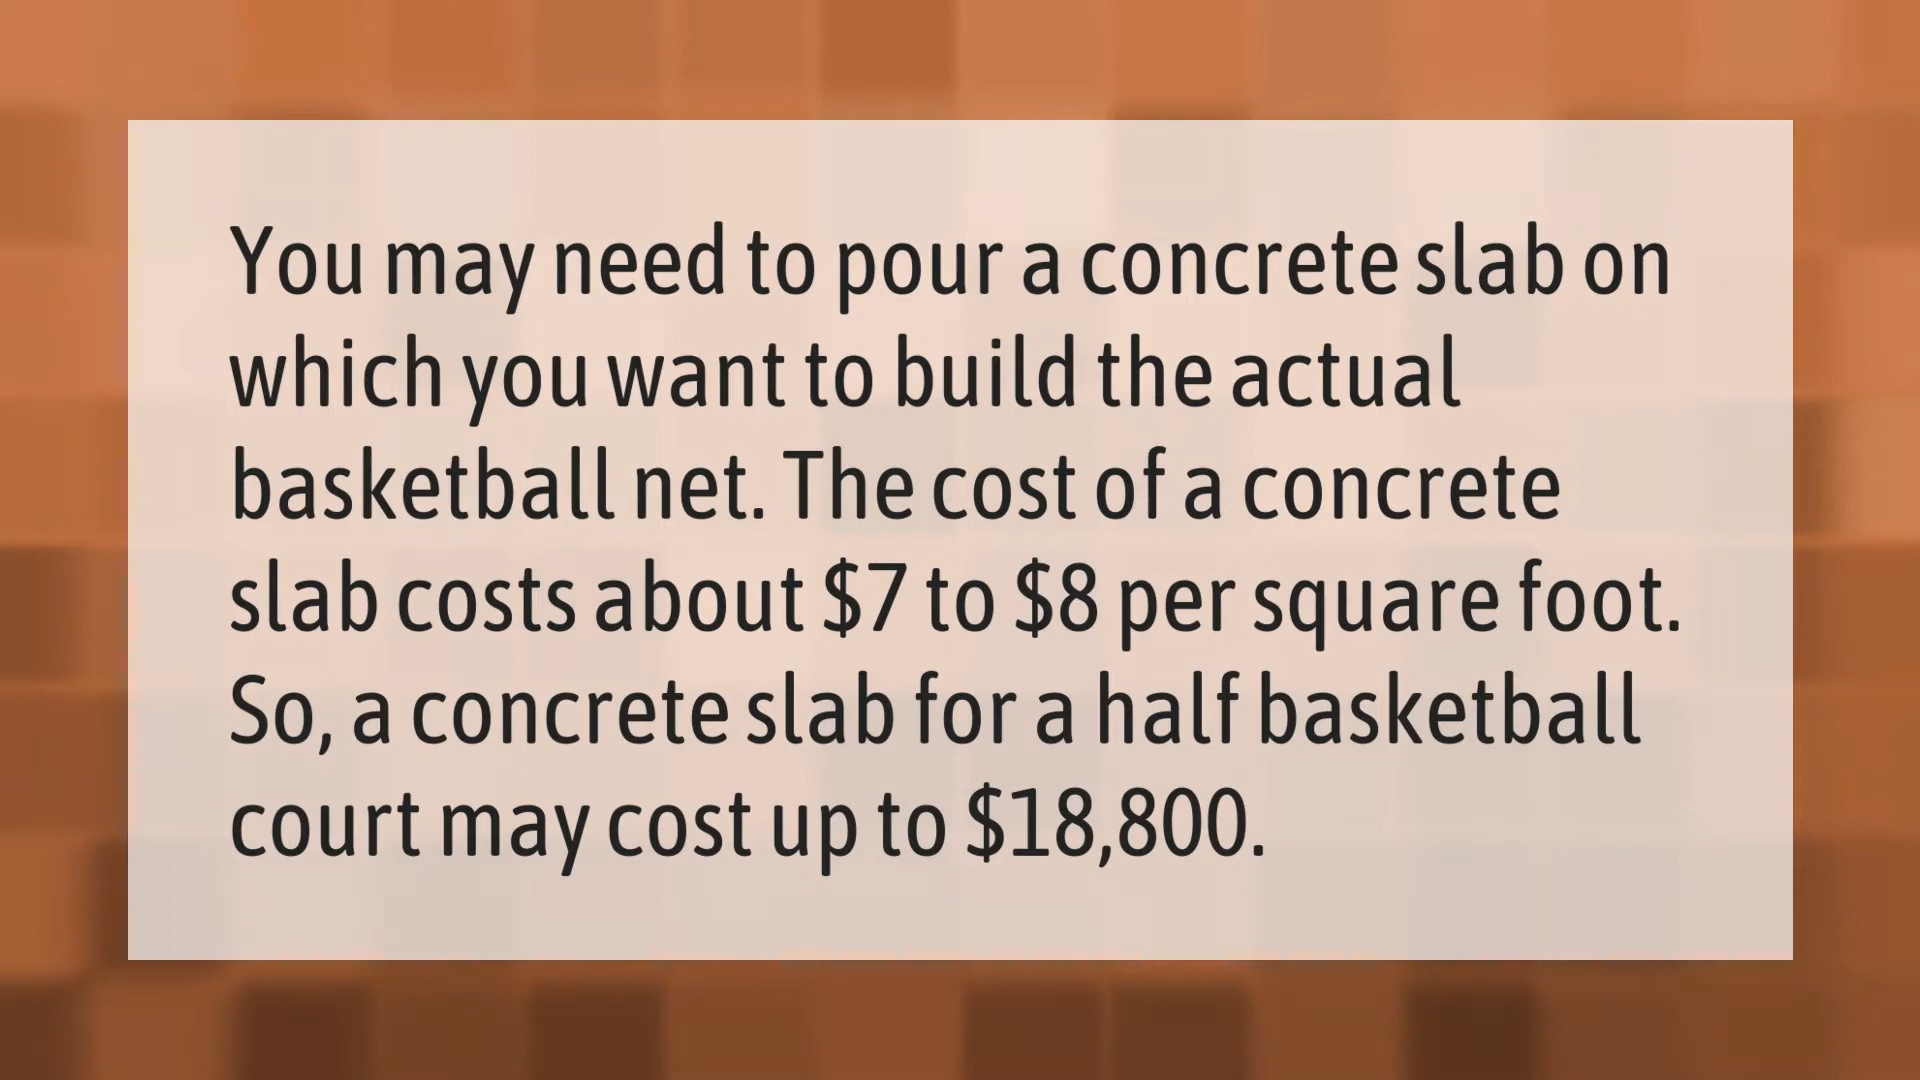 You may need to pour a concrete slab on
which you want to build the actual
basketball net. The cost of a concrete
slab costs about $7 to $8 per square foot.
So, a concrete slab for a half basketball
court may cost up to $18,800.